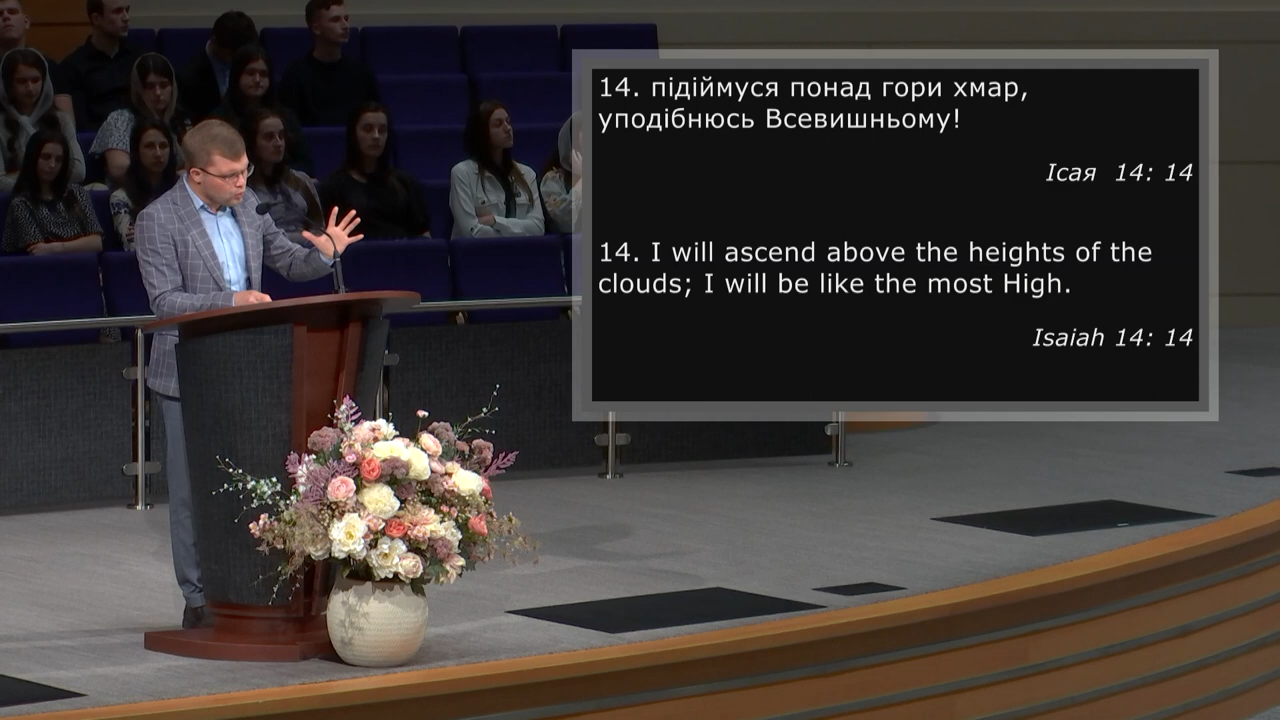 14. підіймуся понад гори хмар,
уподібнюсь Всевишньому!
Ісая 14: 14
14. I will ascend above the heights of the
clouds; I will be like the most High.
Isaiah 14: 14